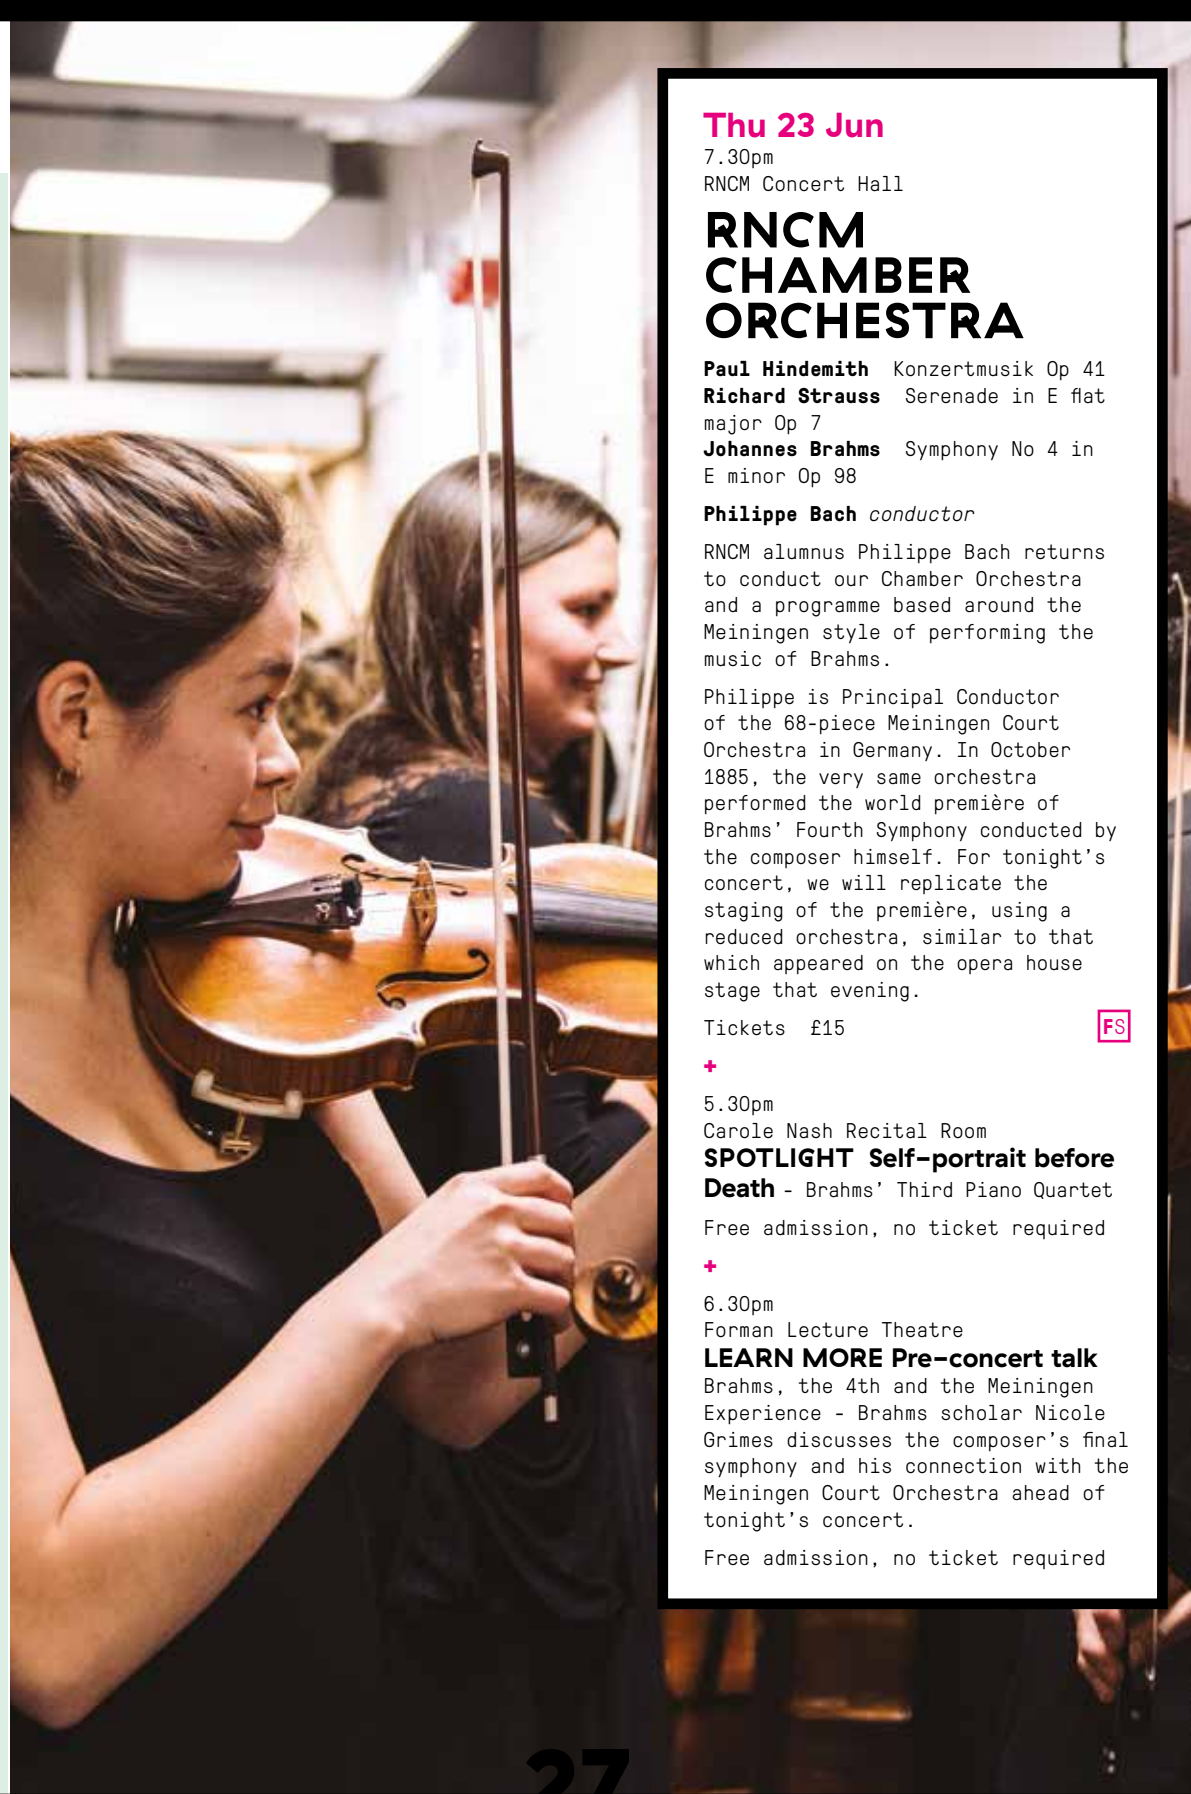 Thu 23 Jun
7.30pm
RNCM Concert Hall
RNCM
CHAMBER
ORCHESTRA
Paul Hindemith Konzertmusik Op 41
Richard Strauss Serenade in E flat
major Op 7
Johannes Brahms Symphony No 4 in
E minor Op 98
Philippe Bach conductor
RNCM alumnus Philippe Bach returns
to conduct our Chamber Orchestra
and a programme based around the
Meiningen style of performing the
music of Brahms.
Philippe is Principal Conductor
of the 68-piece Meiningen Court
Orchestra in Germany. In October
1885, the very same orchestra
performed the world première of
Brahms’ Fourth Symphony conducted by
the composer himself. For tonight’s
concert, we will replicate the
staging of the première, using a
reduced orchestra, similar to that
which appeared on the opera house
stage that evening.
Tickets £15 FS
+
5.30pm
Carole Nash Recital Room
SPOTLIGHT Self-portrait before
Death - Brahms’ Third Piano Quartet
Free admission, no ticket required
+
6.30pm
Forman Lecture Theatre
LEARN MORE Pre-concert talk
Brahms, the 4th and the Meiningen
Experience - Brahms scholar Nicole
Grimes discusses the composer’s final
symphony and his connection with the
Meiningen Court Orchestra ahead of
tonight’s concert.
Free admission, no ticket required
27